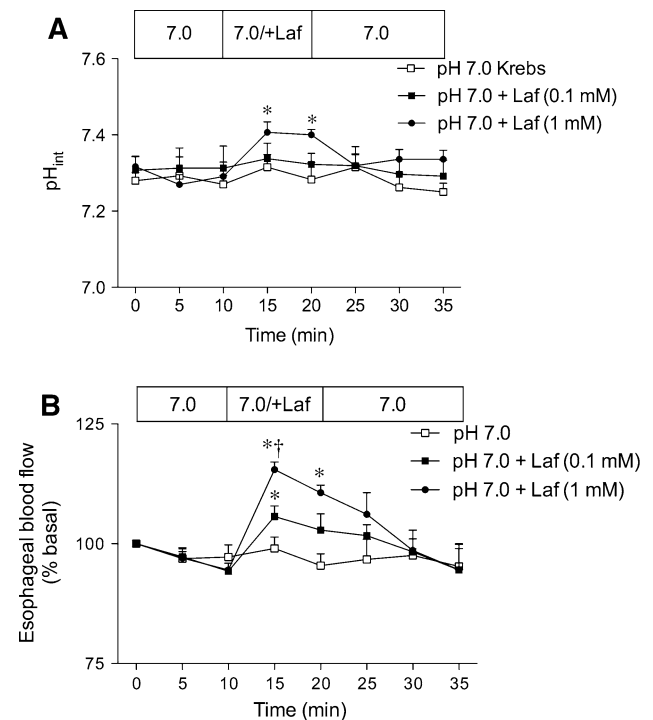 A
7.0 7.0/+Laf 7.0
7.6
7.4
7.2
7.0
pHint
pH 7.0 Krebs
pH 7.0 + Laf (0.1 mM)
pH 7.0 + Laf (1 mM)
* *
0 5 10 15 20 25 30 35
Time (min)
B
7.0 7.0/+Laf 7.0
125
100
75
Esophageal blood flow
(% basal)
pH 7.0
pH 7.0 + Laf (0.1 mM)
pH 7.0 + Laf (1 mM)
*†
*
*
0 5 10 15 20 25 30 35
Time (min)